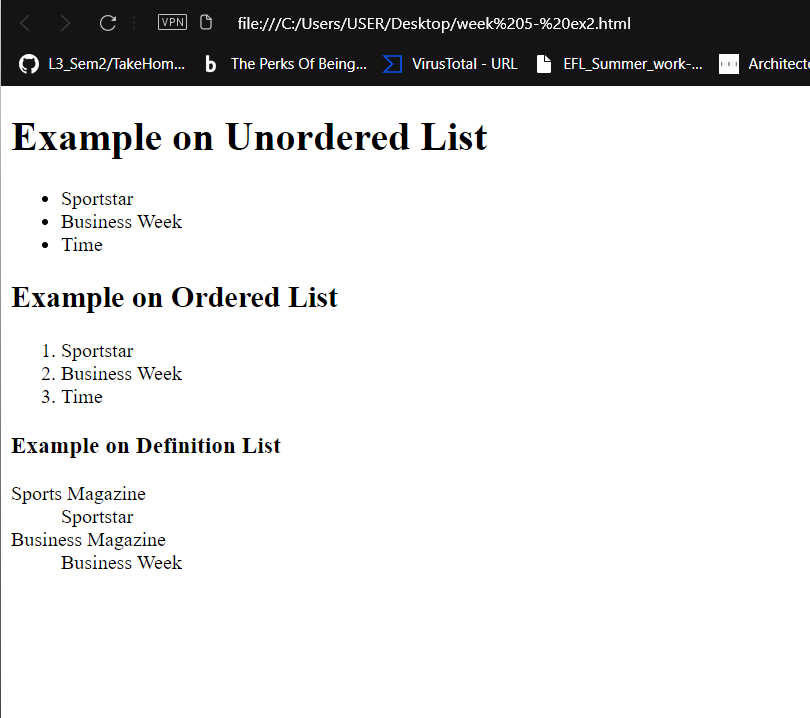 VPN
file:///C:/Users/USER/Desktop/week%205-%20ex2.html
L3_Sem2/TakeHom... b The Perks Of Being... VirusTotal - URL EFL_Summer_work-... Architect
Example on Unordered List
• Sportstar
• Business Week
• Time
Example on Ordered List
1. Sportstar
2. Business Week
3. Time
Example on Definition List
Sports Magazine
Sportstar
Business Magazine
Business Week